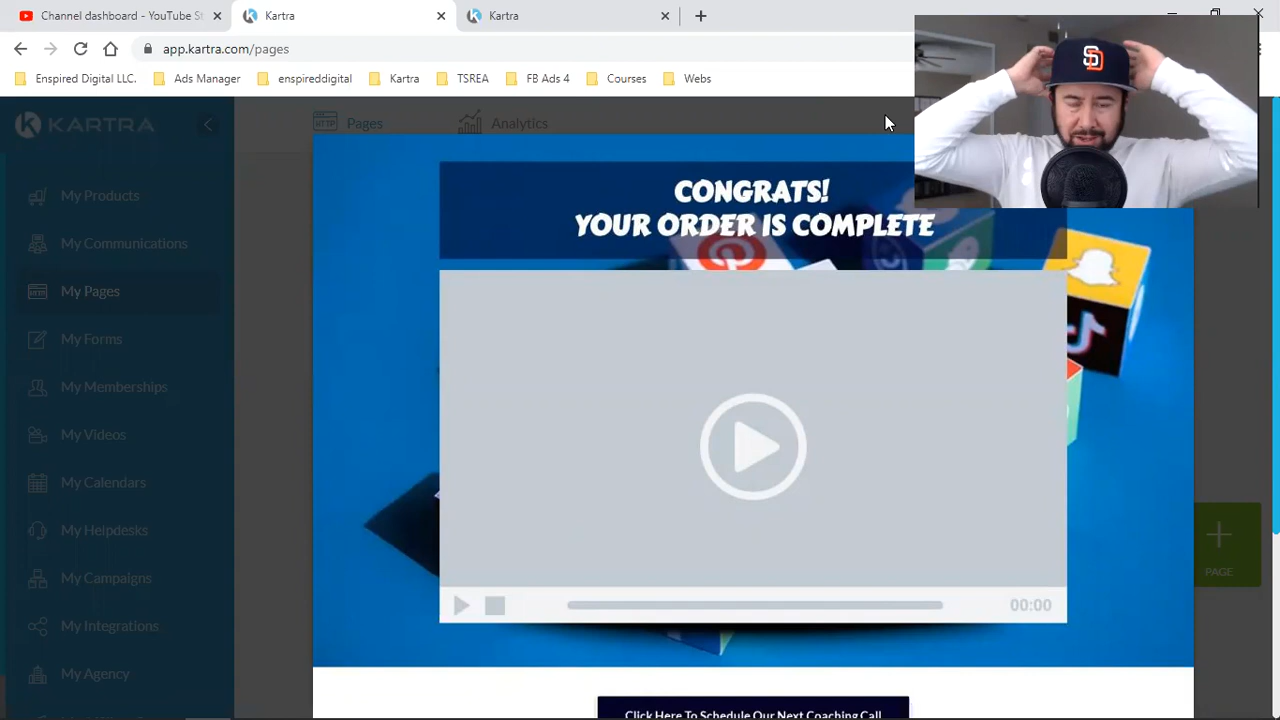 Channel dashboard - YouTube St
Kartra
Kartra
app.kartra.com/pages
Enspired Digital LLC.
Ads Manager
enspireddigital
Kartra
TSREA
FB Ads 4
Courses
Webs
KARTRA
HTTP
Pages
Analytics
SD
My Products
My Communications
My Pages
My Forms
My Memberships
My Videos
My Calendars
My Helpdesks
My Campaigns
My Integrations
My Agency
CONGRATS!
YOUR ORDER IS COMPLETE
00:00
PAGE
Click Here To Schedule Our Next Coaching Call